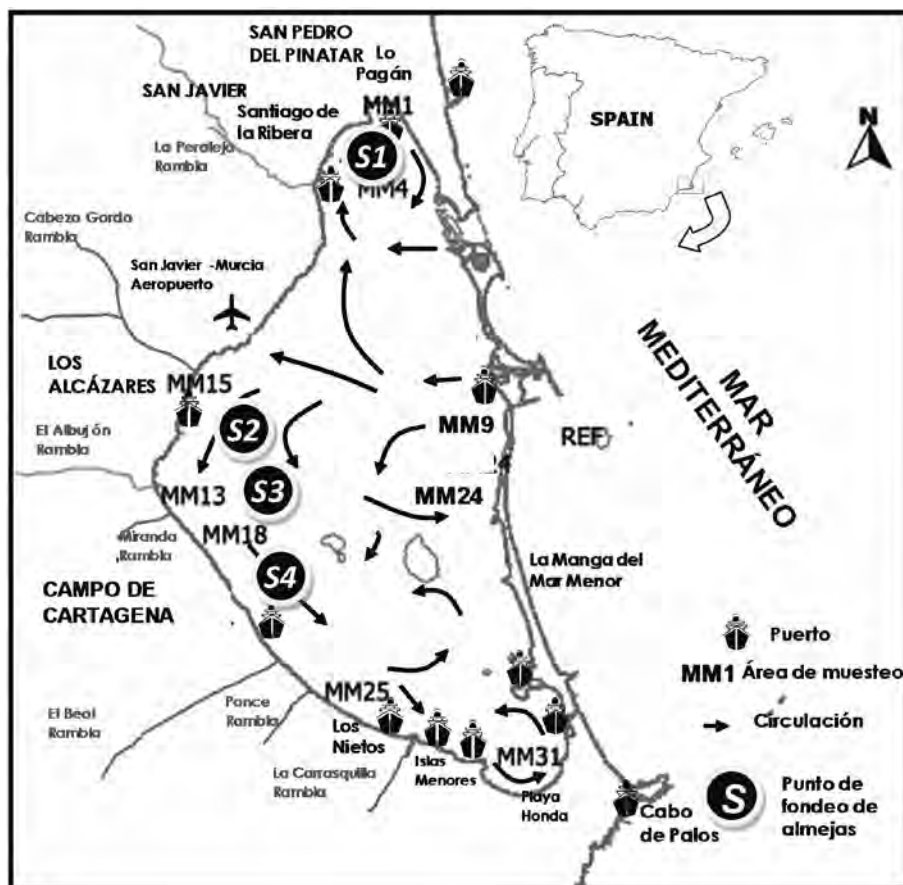 SAN PEDRO
DEL PINATAR
Lo
Pagán
SAN JAVIER
MM1
Santiago de
la Ribera
S1
La Peraleja
Rambla
MM4
SPAIN
N
Cabezo Gordo
Rambla
San Javier -Murcia
Aeropuerto
MAR
MEDITERRÁNEO
LOS
ALCÁZARES
MM15
S2
MM9
REF
El Albujón
Rambla
S3
MM13
MM24
MM18
Miranda
Rambla
S4
La Manga del
Mar Menor
CAMPO DE
CARTAGENA
Puerto
MM1 Área de muesteo
MM25
Circulación
El Beal
Rambla
Ponce
Rambla
Los
Nietos
Islas
Menores
MM31
La Carrasquilla
Rambla
Playa
Honda
Cabo
de Palos
S
Punto de
fondeo de
almejas